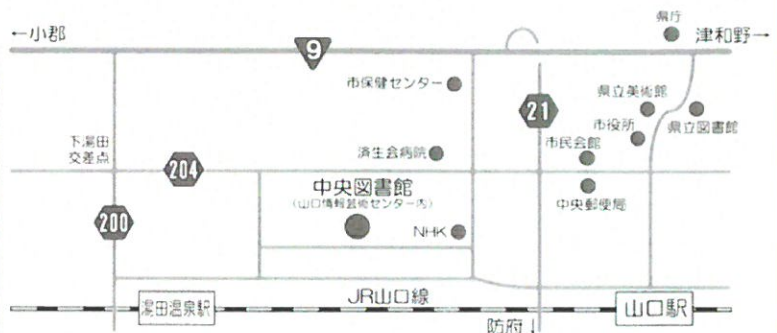 ←小郡
9
県庁
津和野→
市保健センター
21
県立美術館
市役所
県立図書館
市民会館
下湯田
交差点
済生会病院
204
中央図書館
(山口情報芸術センター内)
中央郵便局
200
NHK
JR山口線
湯田温泉駅
山口駅
防府↓